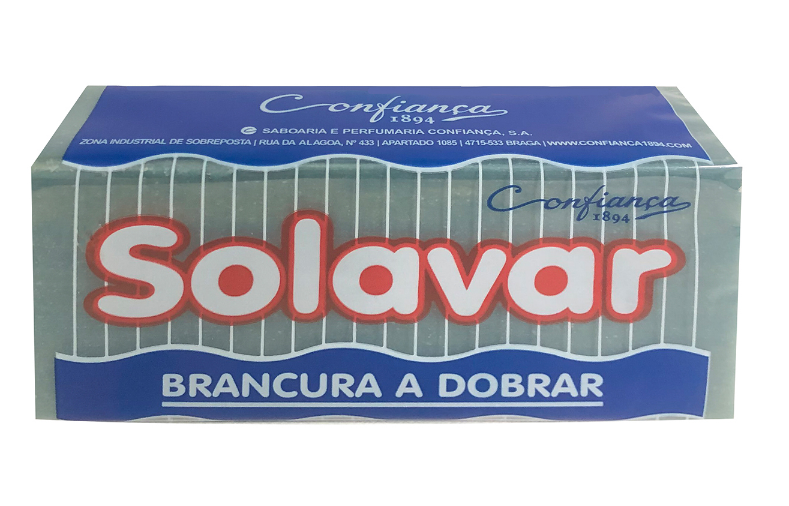 Confiança
1894
SABOARIA E PERFUMARIA CONFIANÇA, S.A.
ZONA INDUSTRIAL DE SOBREPOSTA | RUA DA ALAGOA, Nº 433 | APARTADO 1085 | 4715-533 BRAGA | WWW.CONFIANCA1894.COM
Confiança
1894
Solavar
BRANCURA A DOBRAR